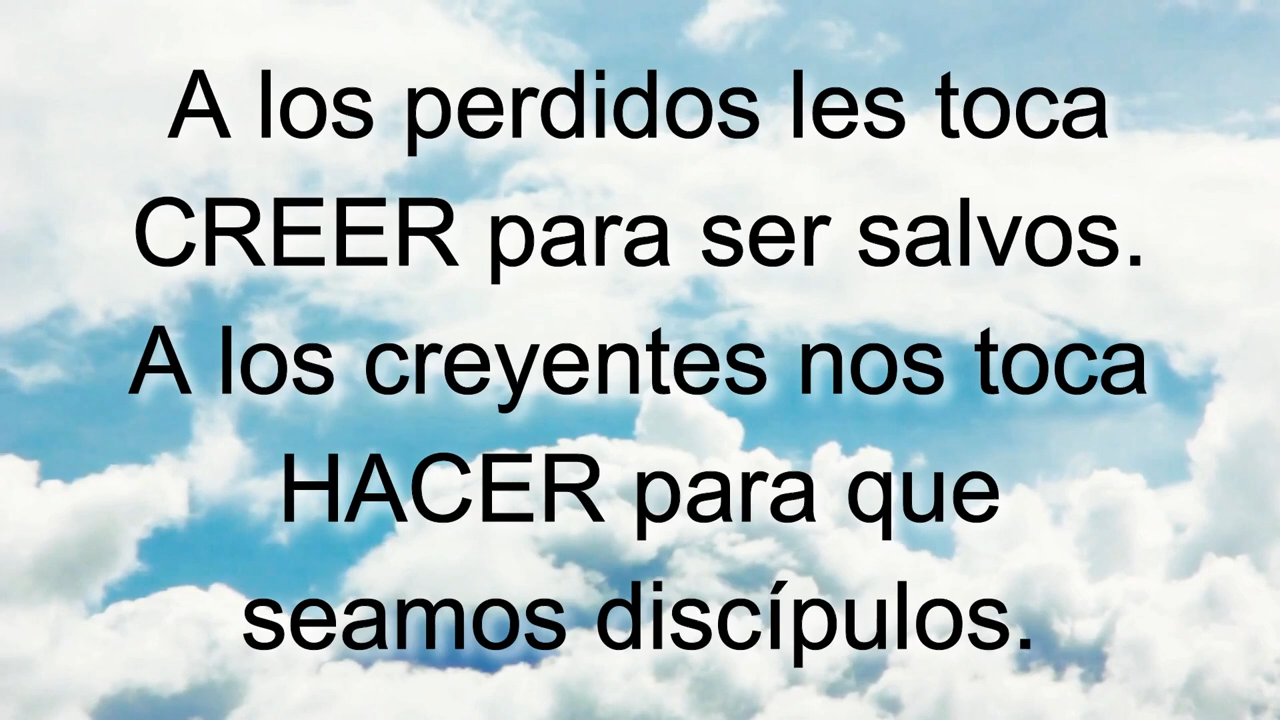 A los perdidos les toca
CREER para ser salvos.
A los creyentes nos toca
HACER para que
seamos discípulos.